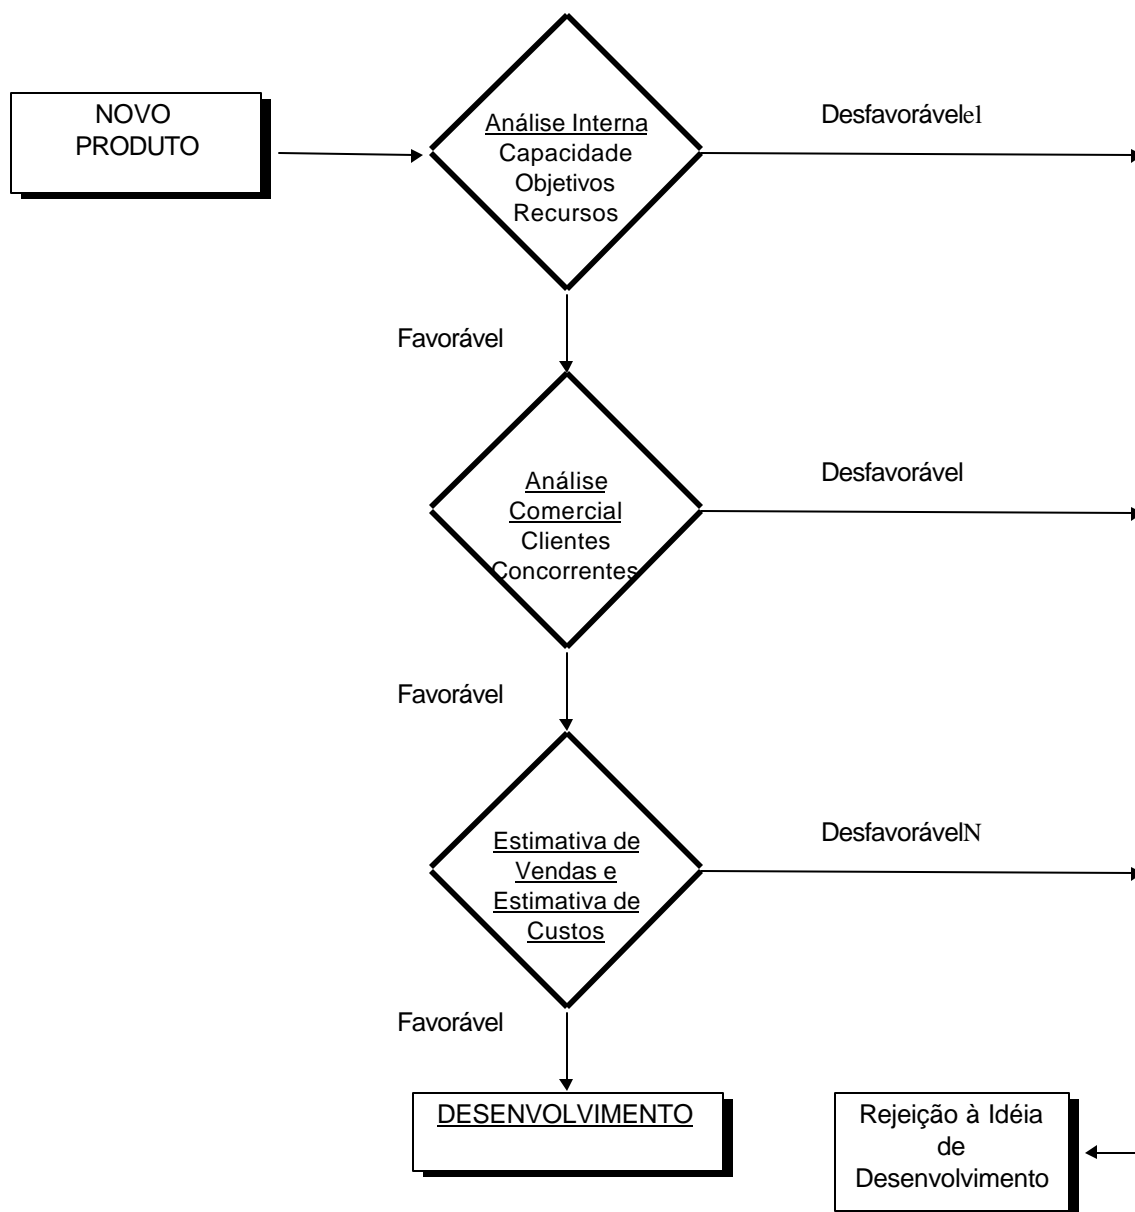 NOVO
PRODUTO
Análise Interna
Capacidade
Objetivos
Recursos
Desfavorávelel
Favorável
Análise
Comercial
Clientes
Concorrentes
Desfavorável
Favorável
Estimativa de
Vendas e
Estimativa de
Custos
DesfavorávelN
Favorável
DESENVOLVIMENTO
Rejeição à Idéia
de
Desenvolvimento